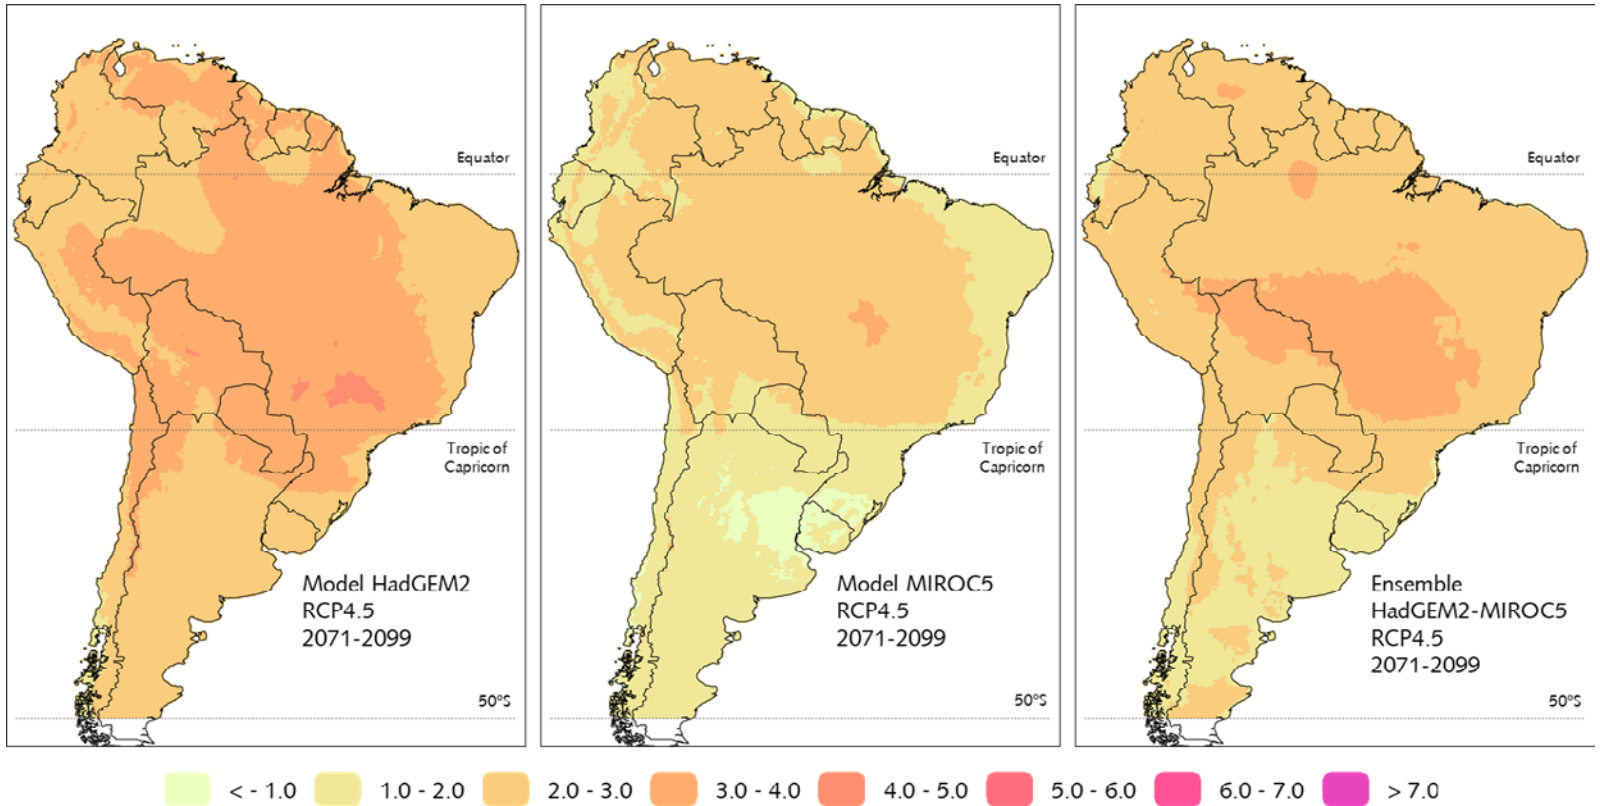 Equator
Tropic of
Capricorn
Model HadGEM2
RCP4.5
2071-2099
50ºS
Equator
Tropic of
Capricorn
Model MIROC5
RCP4.5
2071-2099
50ºS
Equator
Tropic of
Capricorn
Ensemble
HadGEM2-MIROC5
RCP4.5
2071-2099
50ºS
< - 1.0
1.0 - 2.0
2.0 - 3.0
3.0 - 4.0
4.0 - 5.0
5.0 - 6.0
6.0 - 7.0
> 7.0